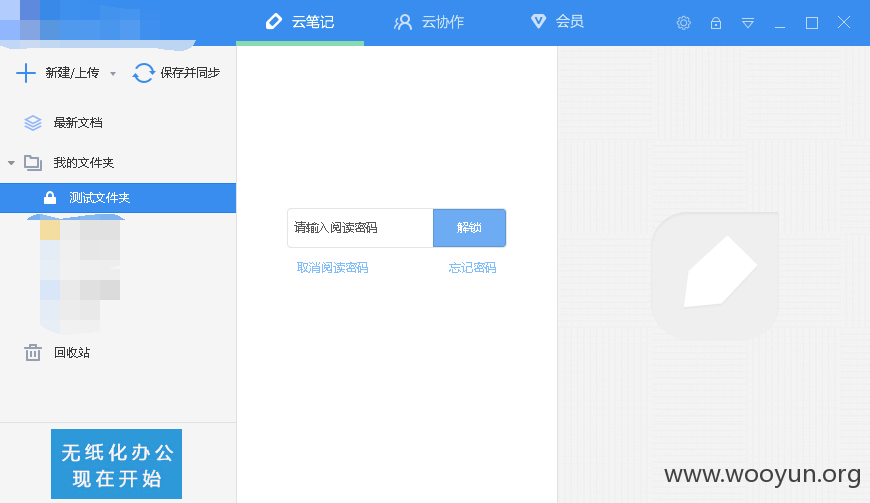 云笔记
云协作
会员
新建/上传
保存并同步
最新文档
我的文件夹
测试文件夹
请输入阅读密码
解锁
取消阅读密码
忘记密码
回收站
无纸化办公
现在开始
www.wooyun.org